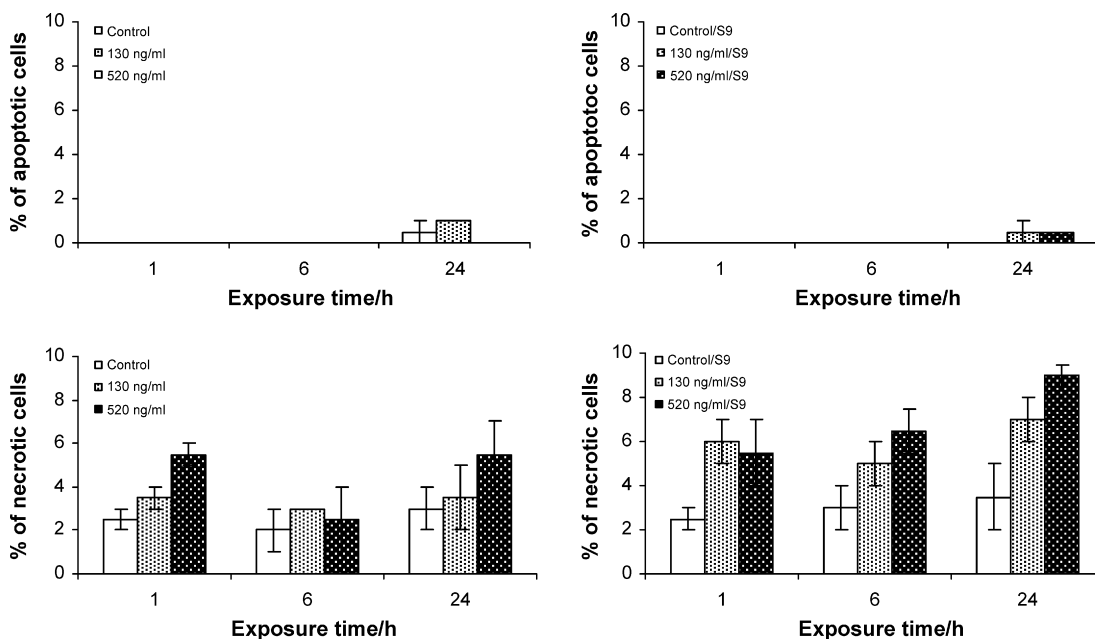 % of apoptotic cells
10
8
6
4
2
0
Control
130 ng/ml
520 ng/ml
1 6 24
Exposure time/h
% of apoptotoc cells
10
8
6
4
2
0
Control/S9
130 ng/ml/S9
520 ng/ml/S9
1 6 24
Exposure time/h
% of necrotic cells
10
8
6
4
2
0
Control
130 ng/ml
520 ng/ml
1 6 24
Exposure time/h
% of necrotic cells
10
8
6
4
2
0
Control/S9
130 ng/ml/S9
520 ng/ml/S9
1 6 24
Exposure time/h